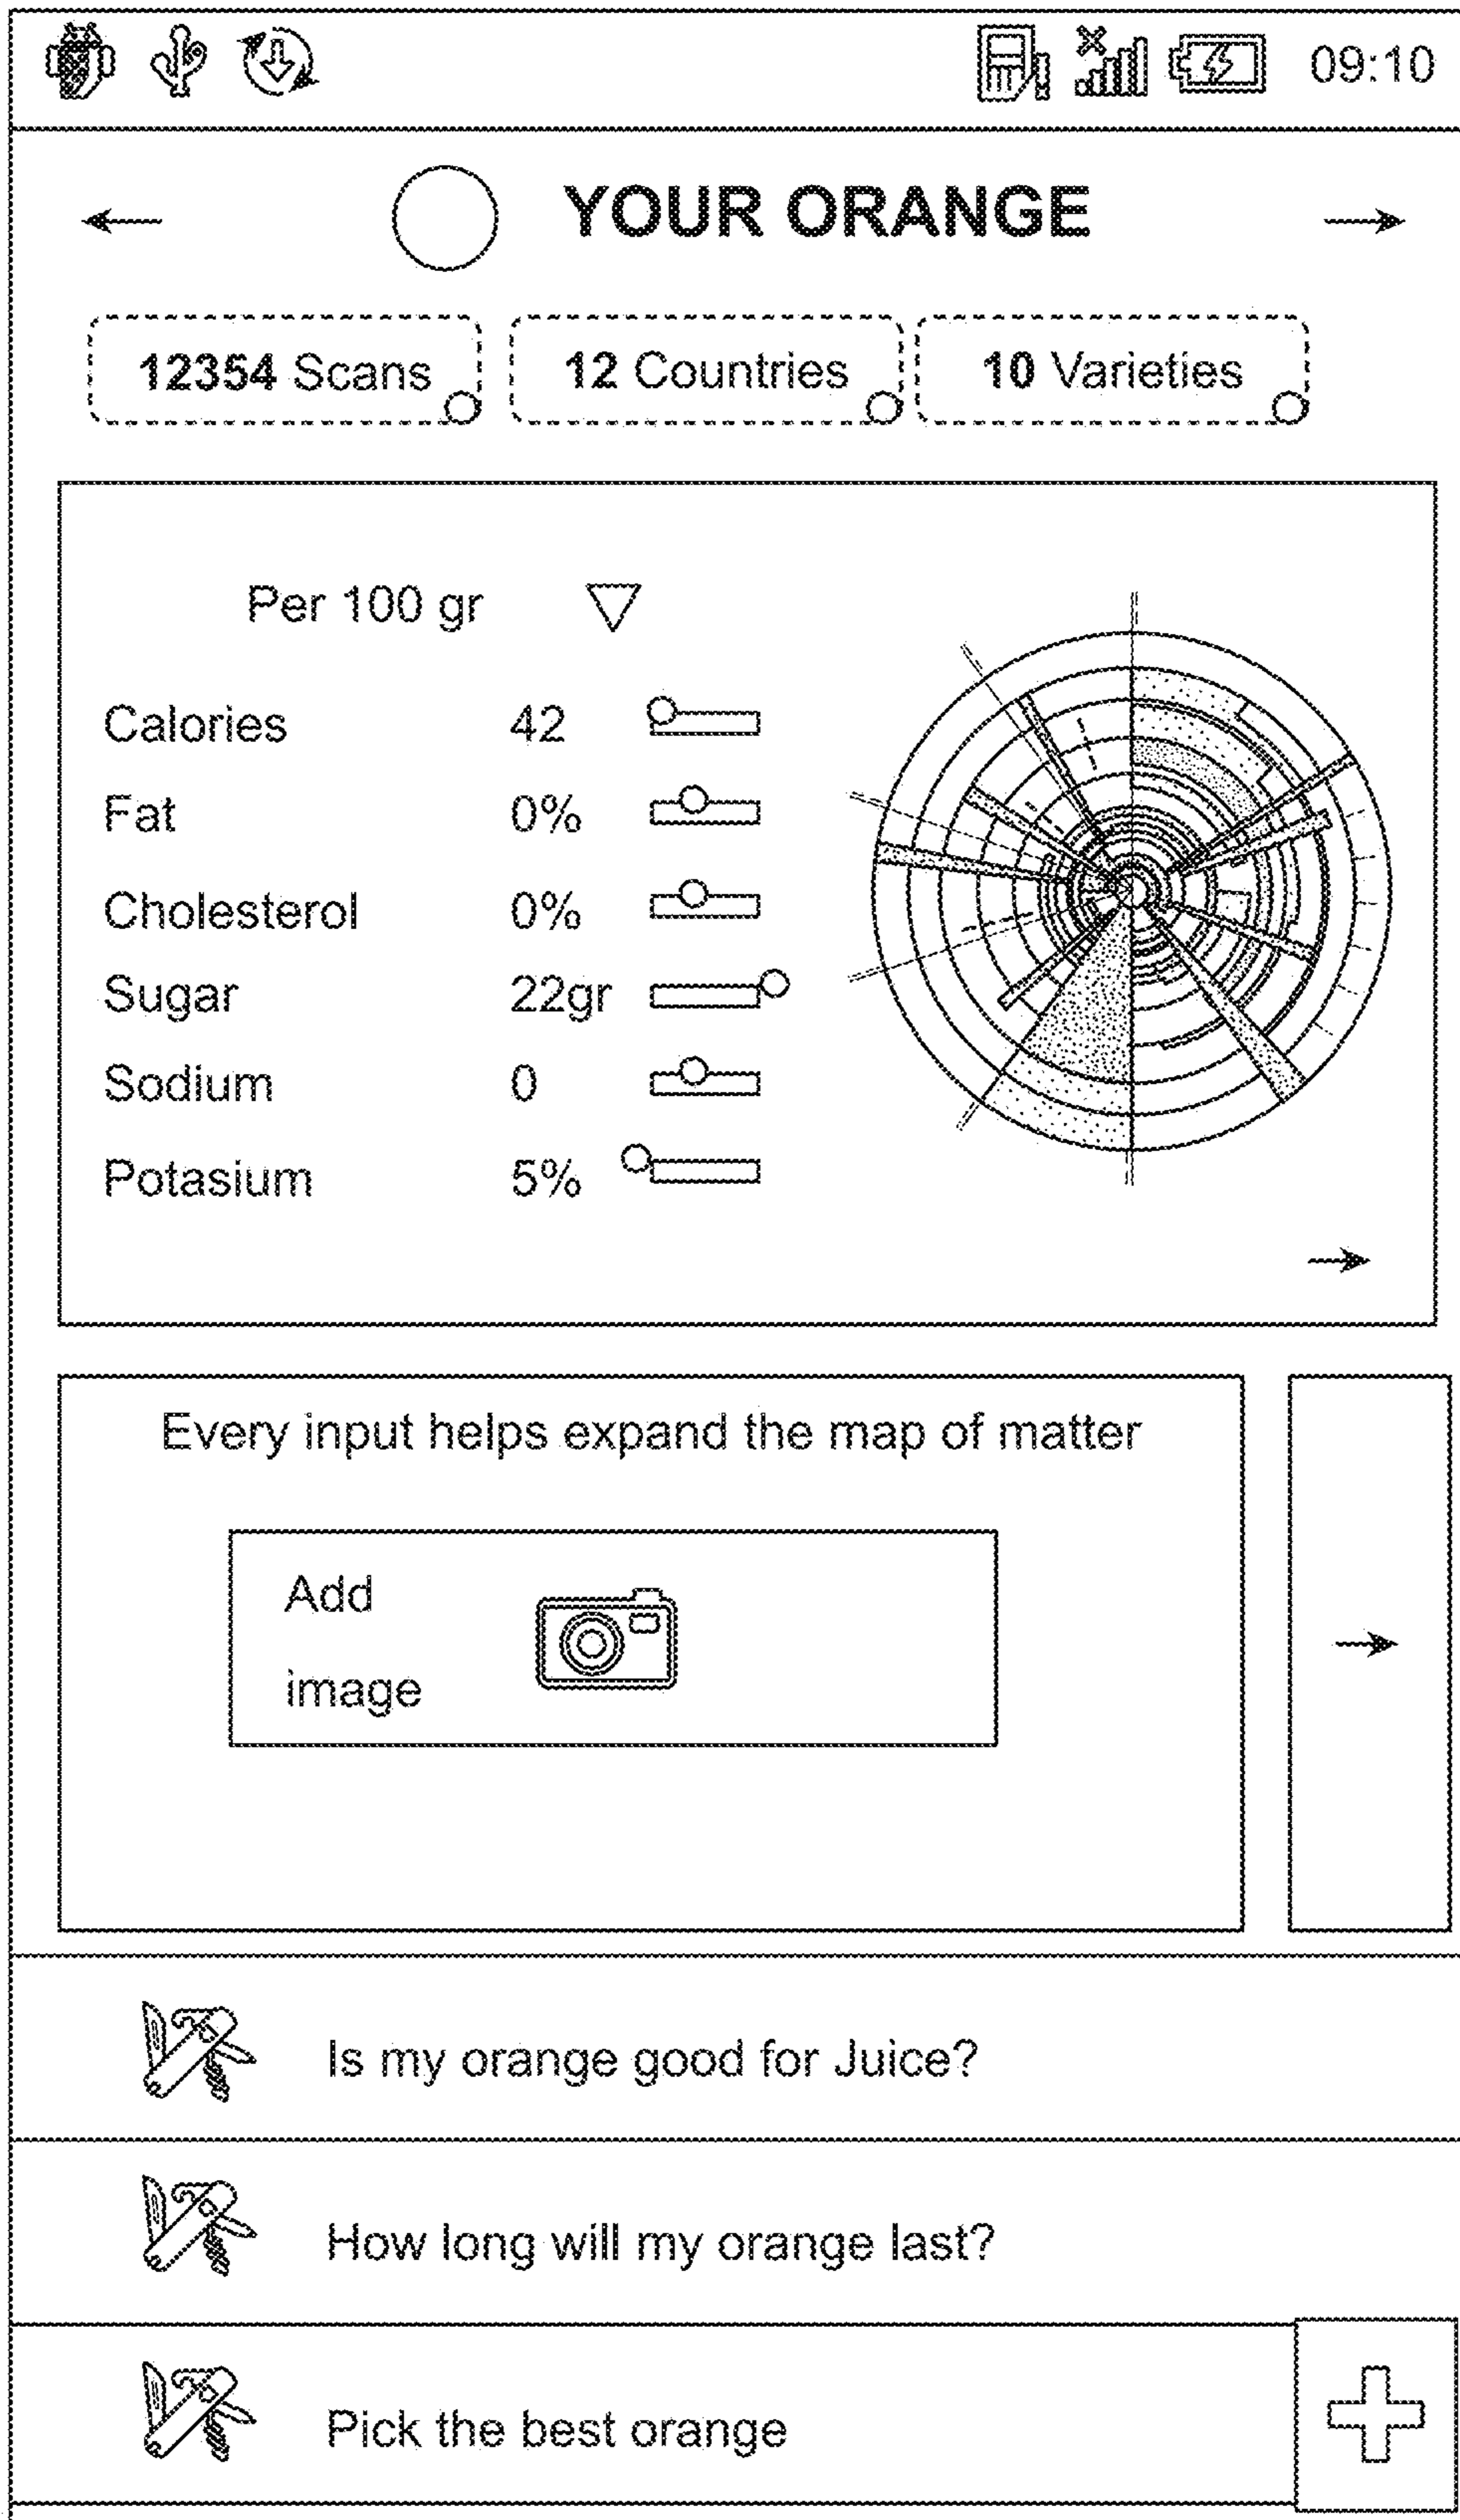 09:10
YOUR ORANGE
12354 Scans
12 Countries
10 Varieties
Per 100 gr
Calories 42
Fat 0%
Cholesterol 0%
Sugar 22gr
Sodium 0
Potasium 5%
Every input helps expand the map of matter
Add
image
Is my orange good for Juice?
How long will my orange last?
Pick the best orange